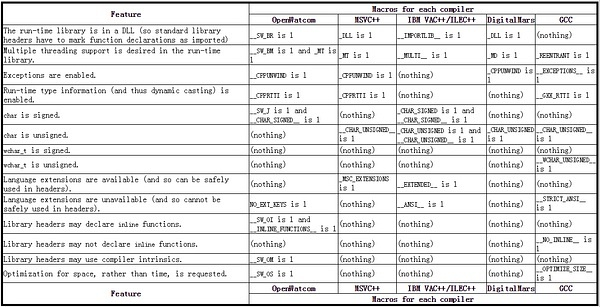 Feature
Macros for each compiler
OpenWatcom MSVC++ IBM VAC++/ILEC++ DigitalMars GCC
The run-time library is in a DLL (so standard library headers have to mark function declarations as imported) __SW_BR is 1 _DLL is 1 __IMPORTLIB__ is 1 _DLL is 1 (nothing)
Multiple threading support is desired in the run-time library. __SW_BM is 1 and _MT is 1 _MT is 1 __MULTI__ is 1 _MD is 1 _REENTRANT is 1
Exceptions are enabled. _CPPUNWIND is 1 _CPPUNWIND is 1 (nothing) _CPPUNWIND is 1 __EXCEPTIONS__ is 1
Run-time type information (and thus dynamic casting) is enabled. _CPPRTTI is 1 _CPPRTTI is 1 (nothing) (nothing) __GXX_RTTI is 1
char is signed. __SW_J is 1 and __CHAR_SIGNED__ is 1 (nothing) _CHAR_SIGNED is 1 and __CHAR_SIGNED__ is 1 (nothing) (nothing)
char is unsigned. (nothing) _CHAR_UNSIGNED is 1 _CHAR_UNSIGNED is 1 and __CHAR_UNSIGNED__ is 1 _CHAR_UNSIGNED is 1 __CHAR_UNSIGNED__ is 1
wchar_t is signed. (nothing) (nothing) (nothing) (nothing) (nothing)
wchar_t is unsigned. (nothing) (nothing) (nothing) (nothing) __WCHAR_UNSIGNED__ is 1
Language extensions are available (and so can be safely used in headers). (nothing) _MSC_EXTENSIONS is 1 __EXTENDED__ is 1 (nothing) (nothing)
Language extensions are unavailable (and so cannot be safely used in headers). NO_EXT_KEYS is 1 (nothing) __ANSI__ is 1 (nothing) __STRICT_ANSI__ is 1
Library headers may declare inline functions. __SW_OI is 1 and __INLINE_FUNCTIONS__ is 1 (nothing) (nothing) (nothing) (nothing)
Library headers may not declare inline functions. (nothing) (nothing) (nothing) (nothing) __NO_INLINE__ is 1
Library headers may use compiler intrinsics. __SW_OM is 1 (nothing) (nothing) (nothing) (nothing)
Optimization for space, rather than time, is requested. __SW_OS is 1 (nothing) (nothing) (nothing) __OPTIMIZE_SIZE__ is 1
Feature
OpenWatcom MSVC++ IBM VAC++/ILEC++ DigitalMars GCC
Macros for each compiler